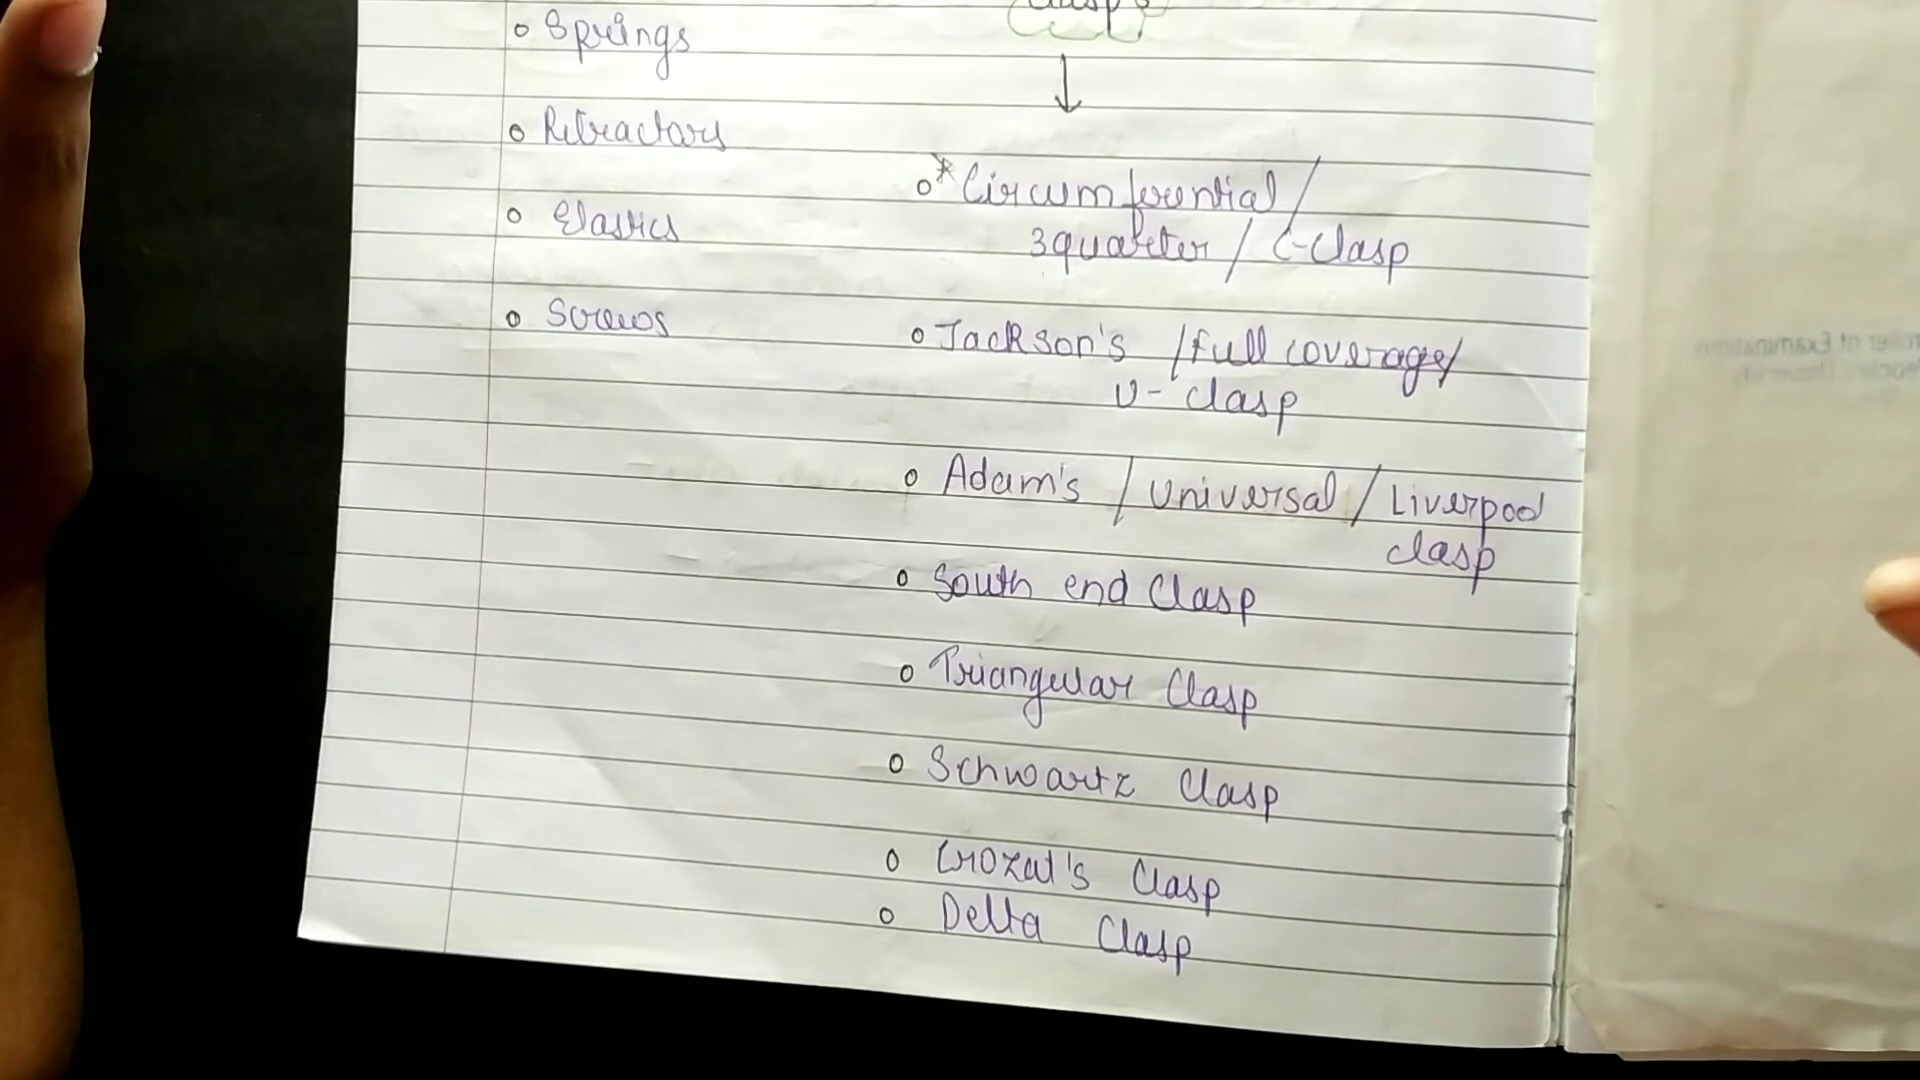 Clasps
• Springs
• Retractors
• Elastics
• Screws
↓
•* Circumferential /
3quarter / C-Clasp
• Jackson's / full coverage/
U- clasp
• Adam's / Universal / Liverpool
clasp
• South end Clasp
• Triangular Clasp
• Schwartz Clasp
• Crozat's Clasp
• Delta Clasp